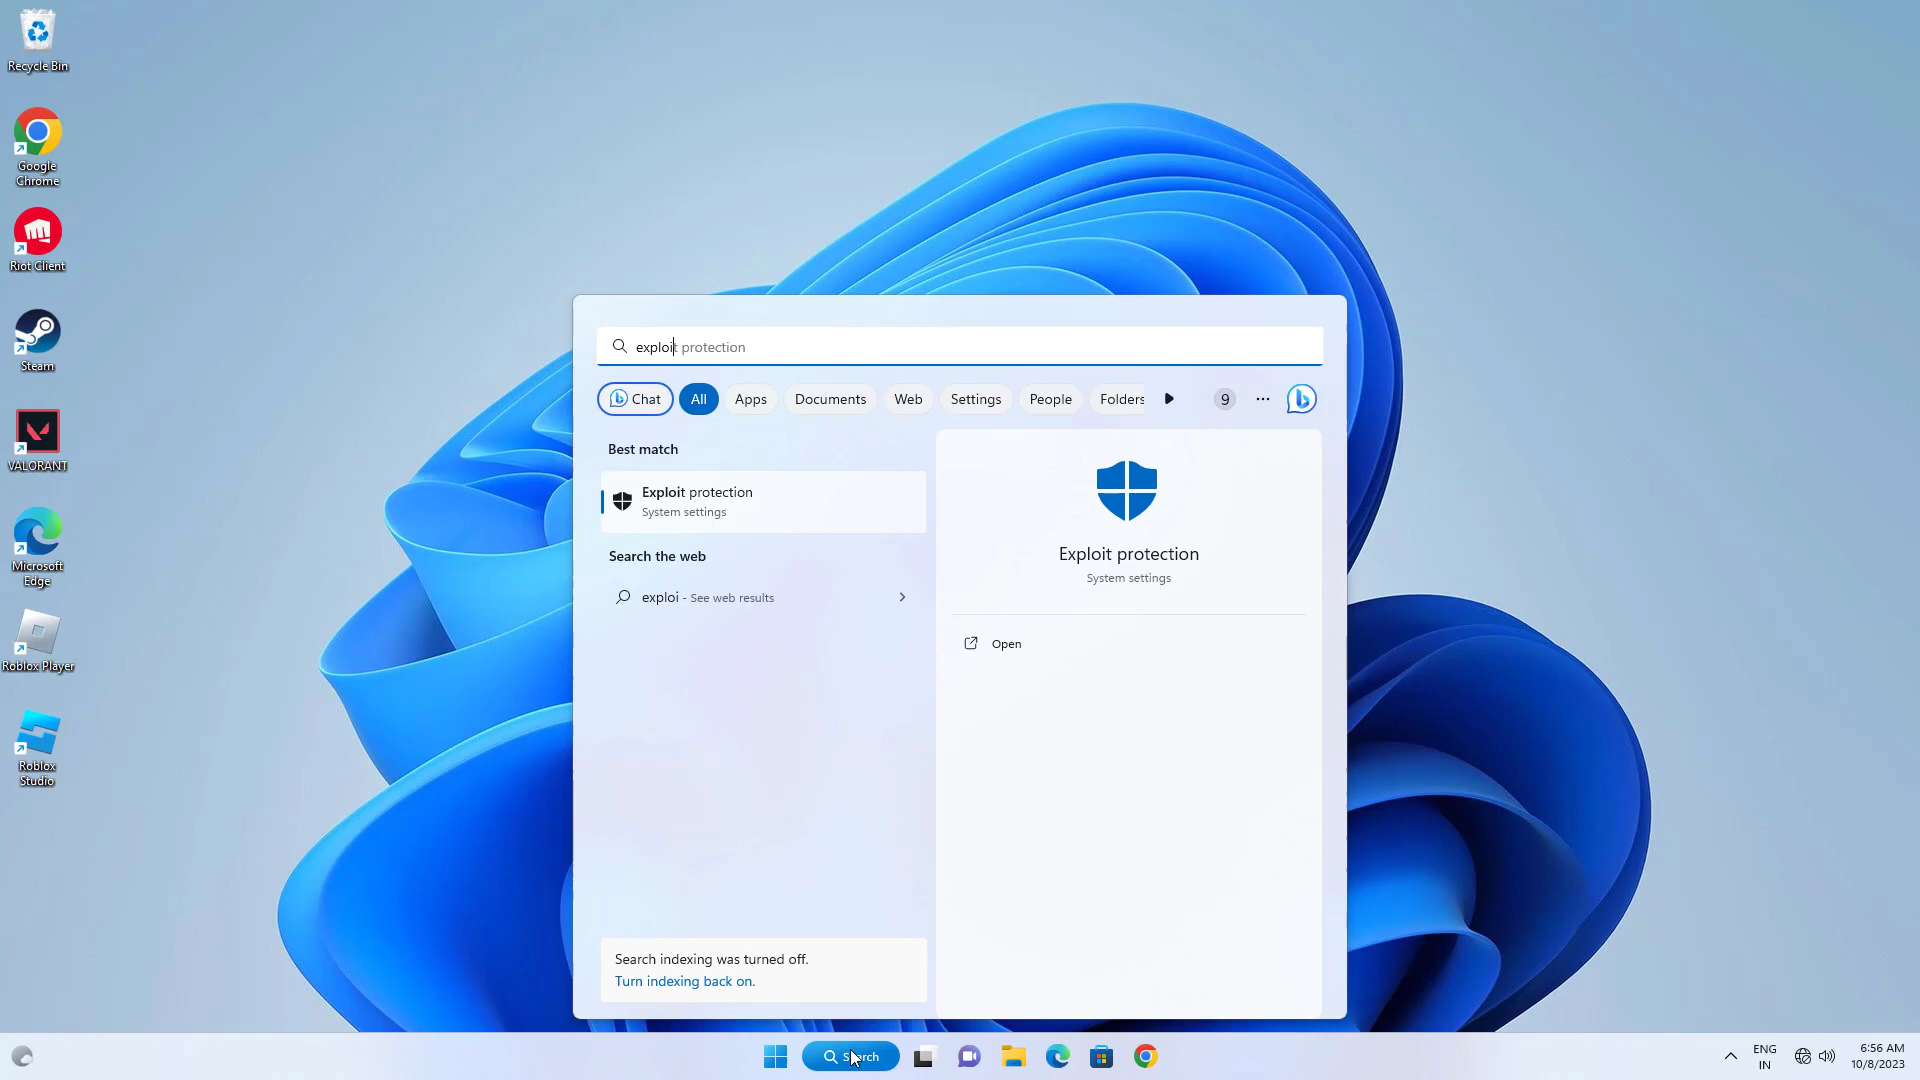 Recycle Bin
Google
Chrome
Riot Client
Steam
VALORANT
Microsoft
Edge
Roblox Player
Roblox
Studio
exploit protection
Chat
All
Apps
Documents
Web
Settings
People
Folders
9
Best match
Exploit protection
System settings
Search the web
exploi - See web results
Exploit protection
System settings
Open
Search indexing was turned off.
Turn indexing back on.
Search
ENG
IN
6:56 AM
10/8/2023